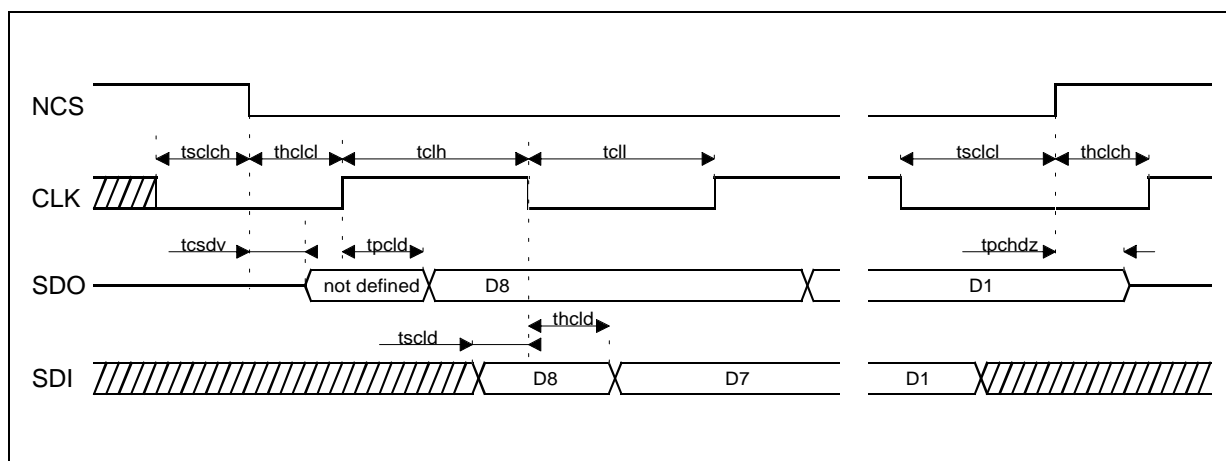 NCS
tsclch thclcl tclh tcll tsclcl thclch
CLK
tcsdv tpcld tpchdz
SDO not defined D8 D1
thcld
tscld
SDI D8 D7 D1